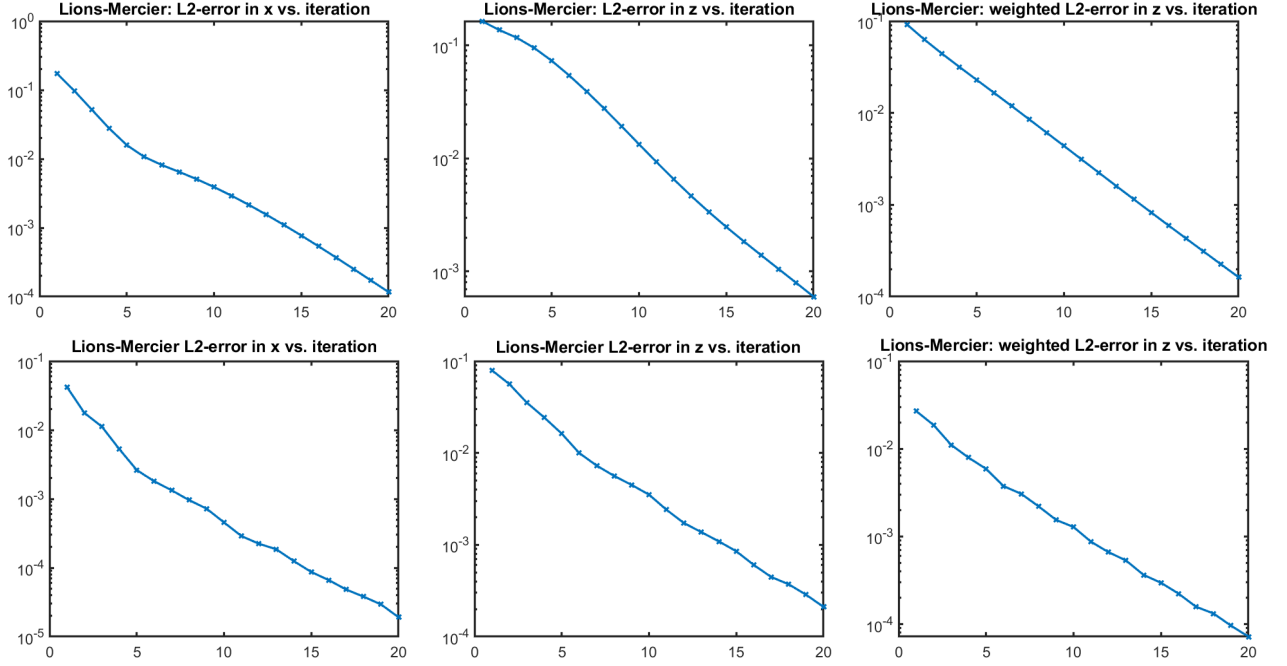 Lions-Mercier: L2-error in x vs. iteration
10^0
10^-1
10^-2
10^-3
10^-4
0 5 10 15 20
Lions-Mercier: L2-error in z vs. iteration
10^-1
10^-2
10^-3
0 5 10 15 20
Lions-Mercier: weighted L2-error in z vs. iteration
10^-1
10^-2
10^-3
10^-4
0 5 10 15 20
Lions-Mercier L2-error in x vs. iteration
10^-1
10^-2
10^-3
10^-4
10^-5
0 5 10 15 20
Lions-Mercier L2-error in z vs. iteration
10^-1
10^-2
10^-3
10^-4
0 5 10 15 20
Lions-Mercier: weighted L2-error in z vs. iteration
10^-1
10^-2
10^-3
10^-4
0 5 10 15 20